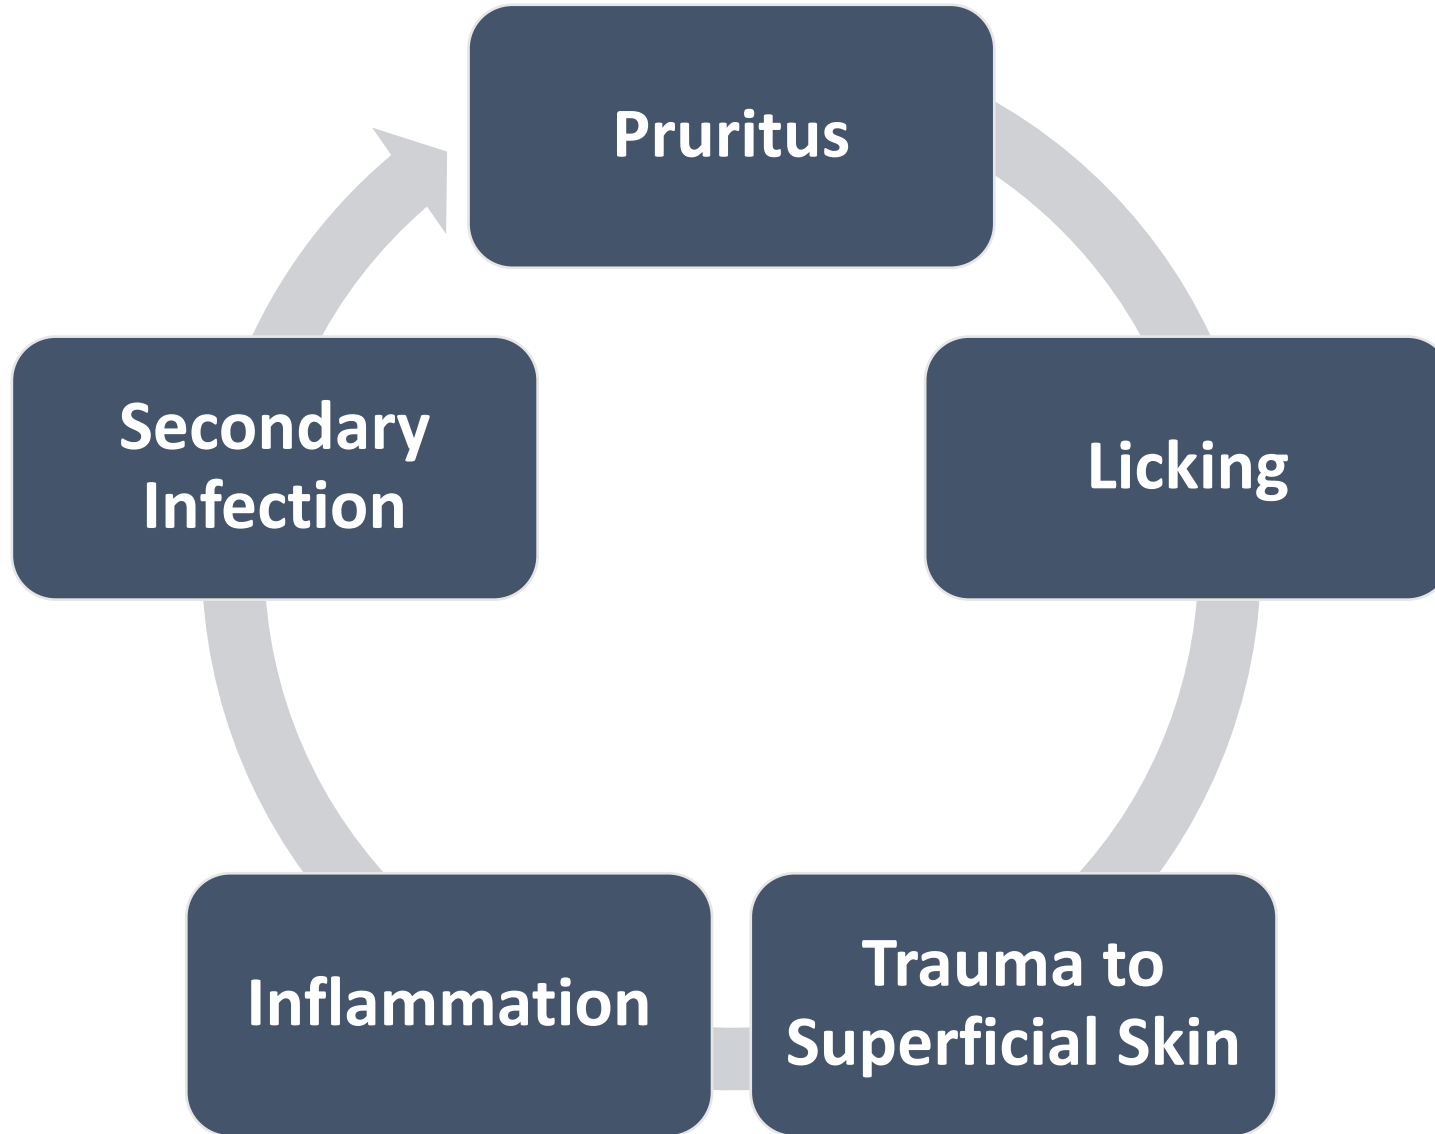 Pruritus
Licking
Trauma to
Superficial Skin
Inflammation
Secondary
Infection